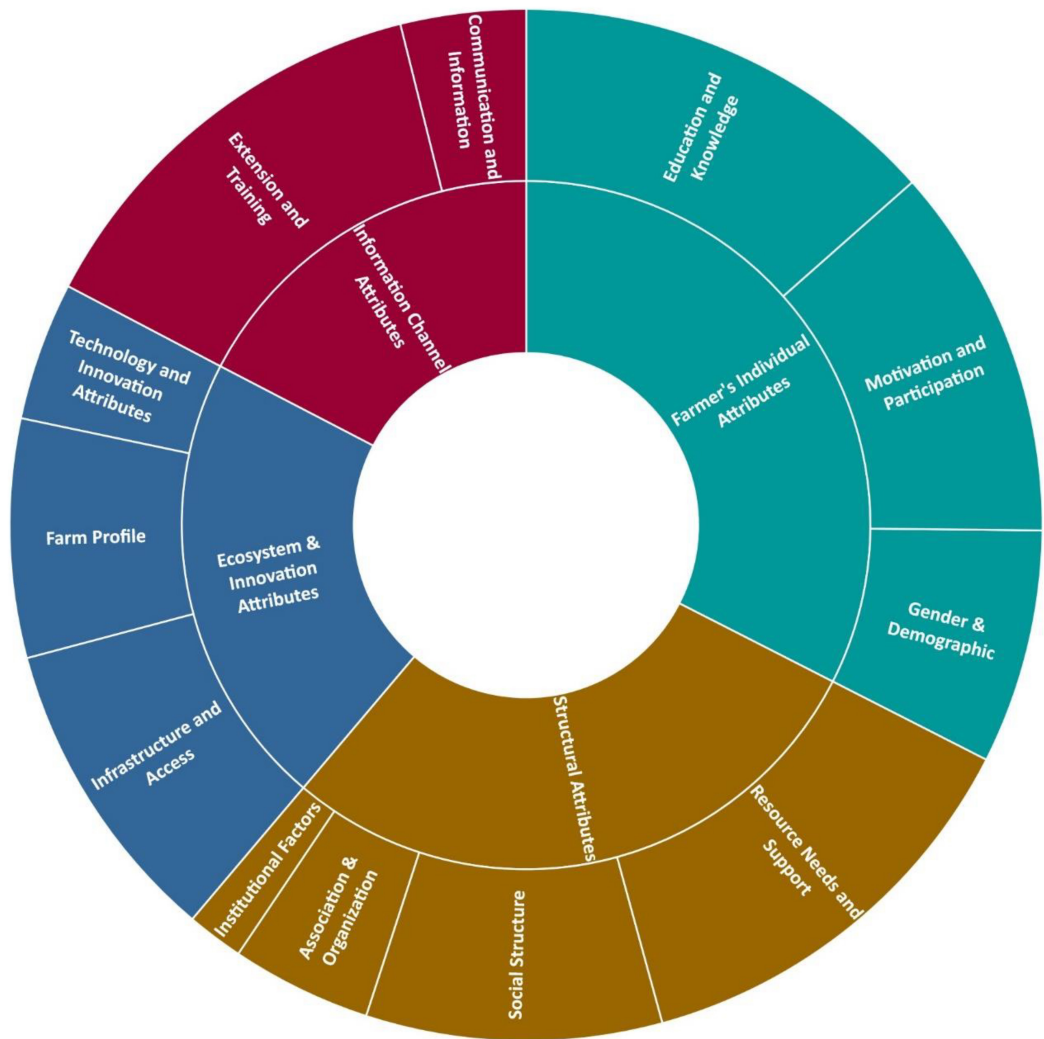 Communication and
Information
Education and
Knowledge
Extension and
Training
Information Channel
Attributes
Farmer's Individual
Attributes
Motivation and
Participation
Technology and
Innovation
Attributes
Farm Profile
Ecosystem &
Innovation
Attributes
Gender &
Demographic
Infrastructure and
Access
Structural Attributes
Resource Needs and
Support
Institutional Factors
Association &
Organization
Social Structure